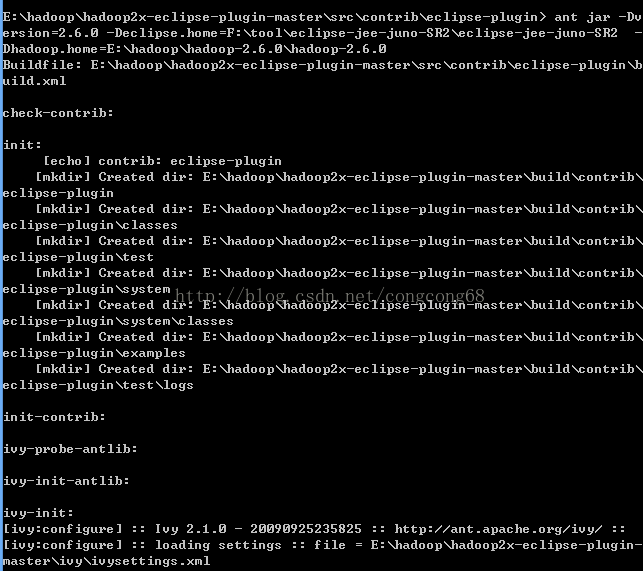 E:\hadoop\hadoop2x-eclipse-plugin-master\src\contrib\eclipse-plugin> ant jar -Dv
ersion=2.6.0 -Declipse.home=F:\tool\eclipse-jee-juno-SR2\eclipse-jee-juno-SR2  -
Dhadoop.home=E:\hadoop\hadoop-2.6.0\hadoop-2.6.0
Buildfile: E:\hadoop\hadoop2x-eclipse-plugin-master\src\contrib\eclipse-plugin\b
uild.xml
check-contrib:
init:
[echo] contrib: eclipse-plugin
[mkdir] Created dir: E:\hadoop\hadoop2x-eclipse-plugin-master\build\contrib\
eclipse-plugin
[mkdir] Created dir: E:\hadoop\hadoop2x-eclipse-plugin-master\build\contrib\
eclipse-plugin\classes
[mkdir] Created dir: E:\hadoop\hadoop2x-eclipse-plugin-master\build\contrib\
eclipse-plugin\test
[mkdir] Created dir: E:\hadoop\hadoop2x-eclipse-plugin-master\build\contrib\
eclipse-plugin\system
http://blog.csdn.net/congcong68
[mkdir] Created dir: E:\hadoop\hadoop2x-eclipse-plugin-master\build\contrib\
eclipse-plugin\system\classes
[mkdir] Created dir: E:\hadoop\hadoop2x-eclipse-plugin-master\build\contrib\
eclipse-plugin\examples
[mkdir] Created dir: E:\hadoop\hadoop2x-eclipse-plugin-master\build\contrib\
eclipse-plugin\test\logs
init-contrib:
ivy-probe-antlib:
ivy-init-antlib:
ivy-init:
[ivy:configure] :: Ivy 2.1.0 - 20090925235825 :: http://ant.apache.org/ivy/ ::
[ivy:configure] :: loading settings :: file = E:\hadoop\hadoop2x-eclipse-plugin-
master\ivy\ivysettings.xml